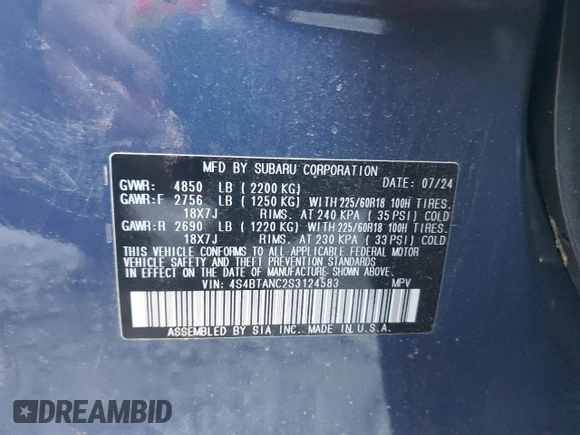 MFD BY SUBARU CORPORATION
DATE: 07/24
GVWR: 4850 LB ( 2200 KG)
GAWR:F 2756 LB ( 1250 KG) WITH 225/60R18 100H TIRES.
18X7J RIMS. AT 240 KPA ( 35 PSI) COLD
GAWR:R 2690 LB ( 1220 KG) WITH 225/60R18 100H TIRES.
18X7J RIMS. AT 230 KPA ( 33 PSI) COLD
THIS VEHICLE CONFORMS TO ALL APPLICABLE FEDERAL MOTOR
VEHICLE SAFETY AND THEFT PREVENTION STANDARDS
IN EFFECT ON THE DATE OF MANUFACTURE SHOWN ABOVE.
VIN: 4S4BTANC2S3124583 MPV
ASSEMBLED BY SIA INC. MADE IN U.S.A.
DREAMBID